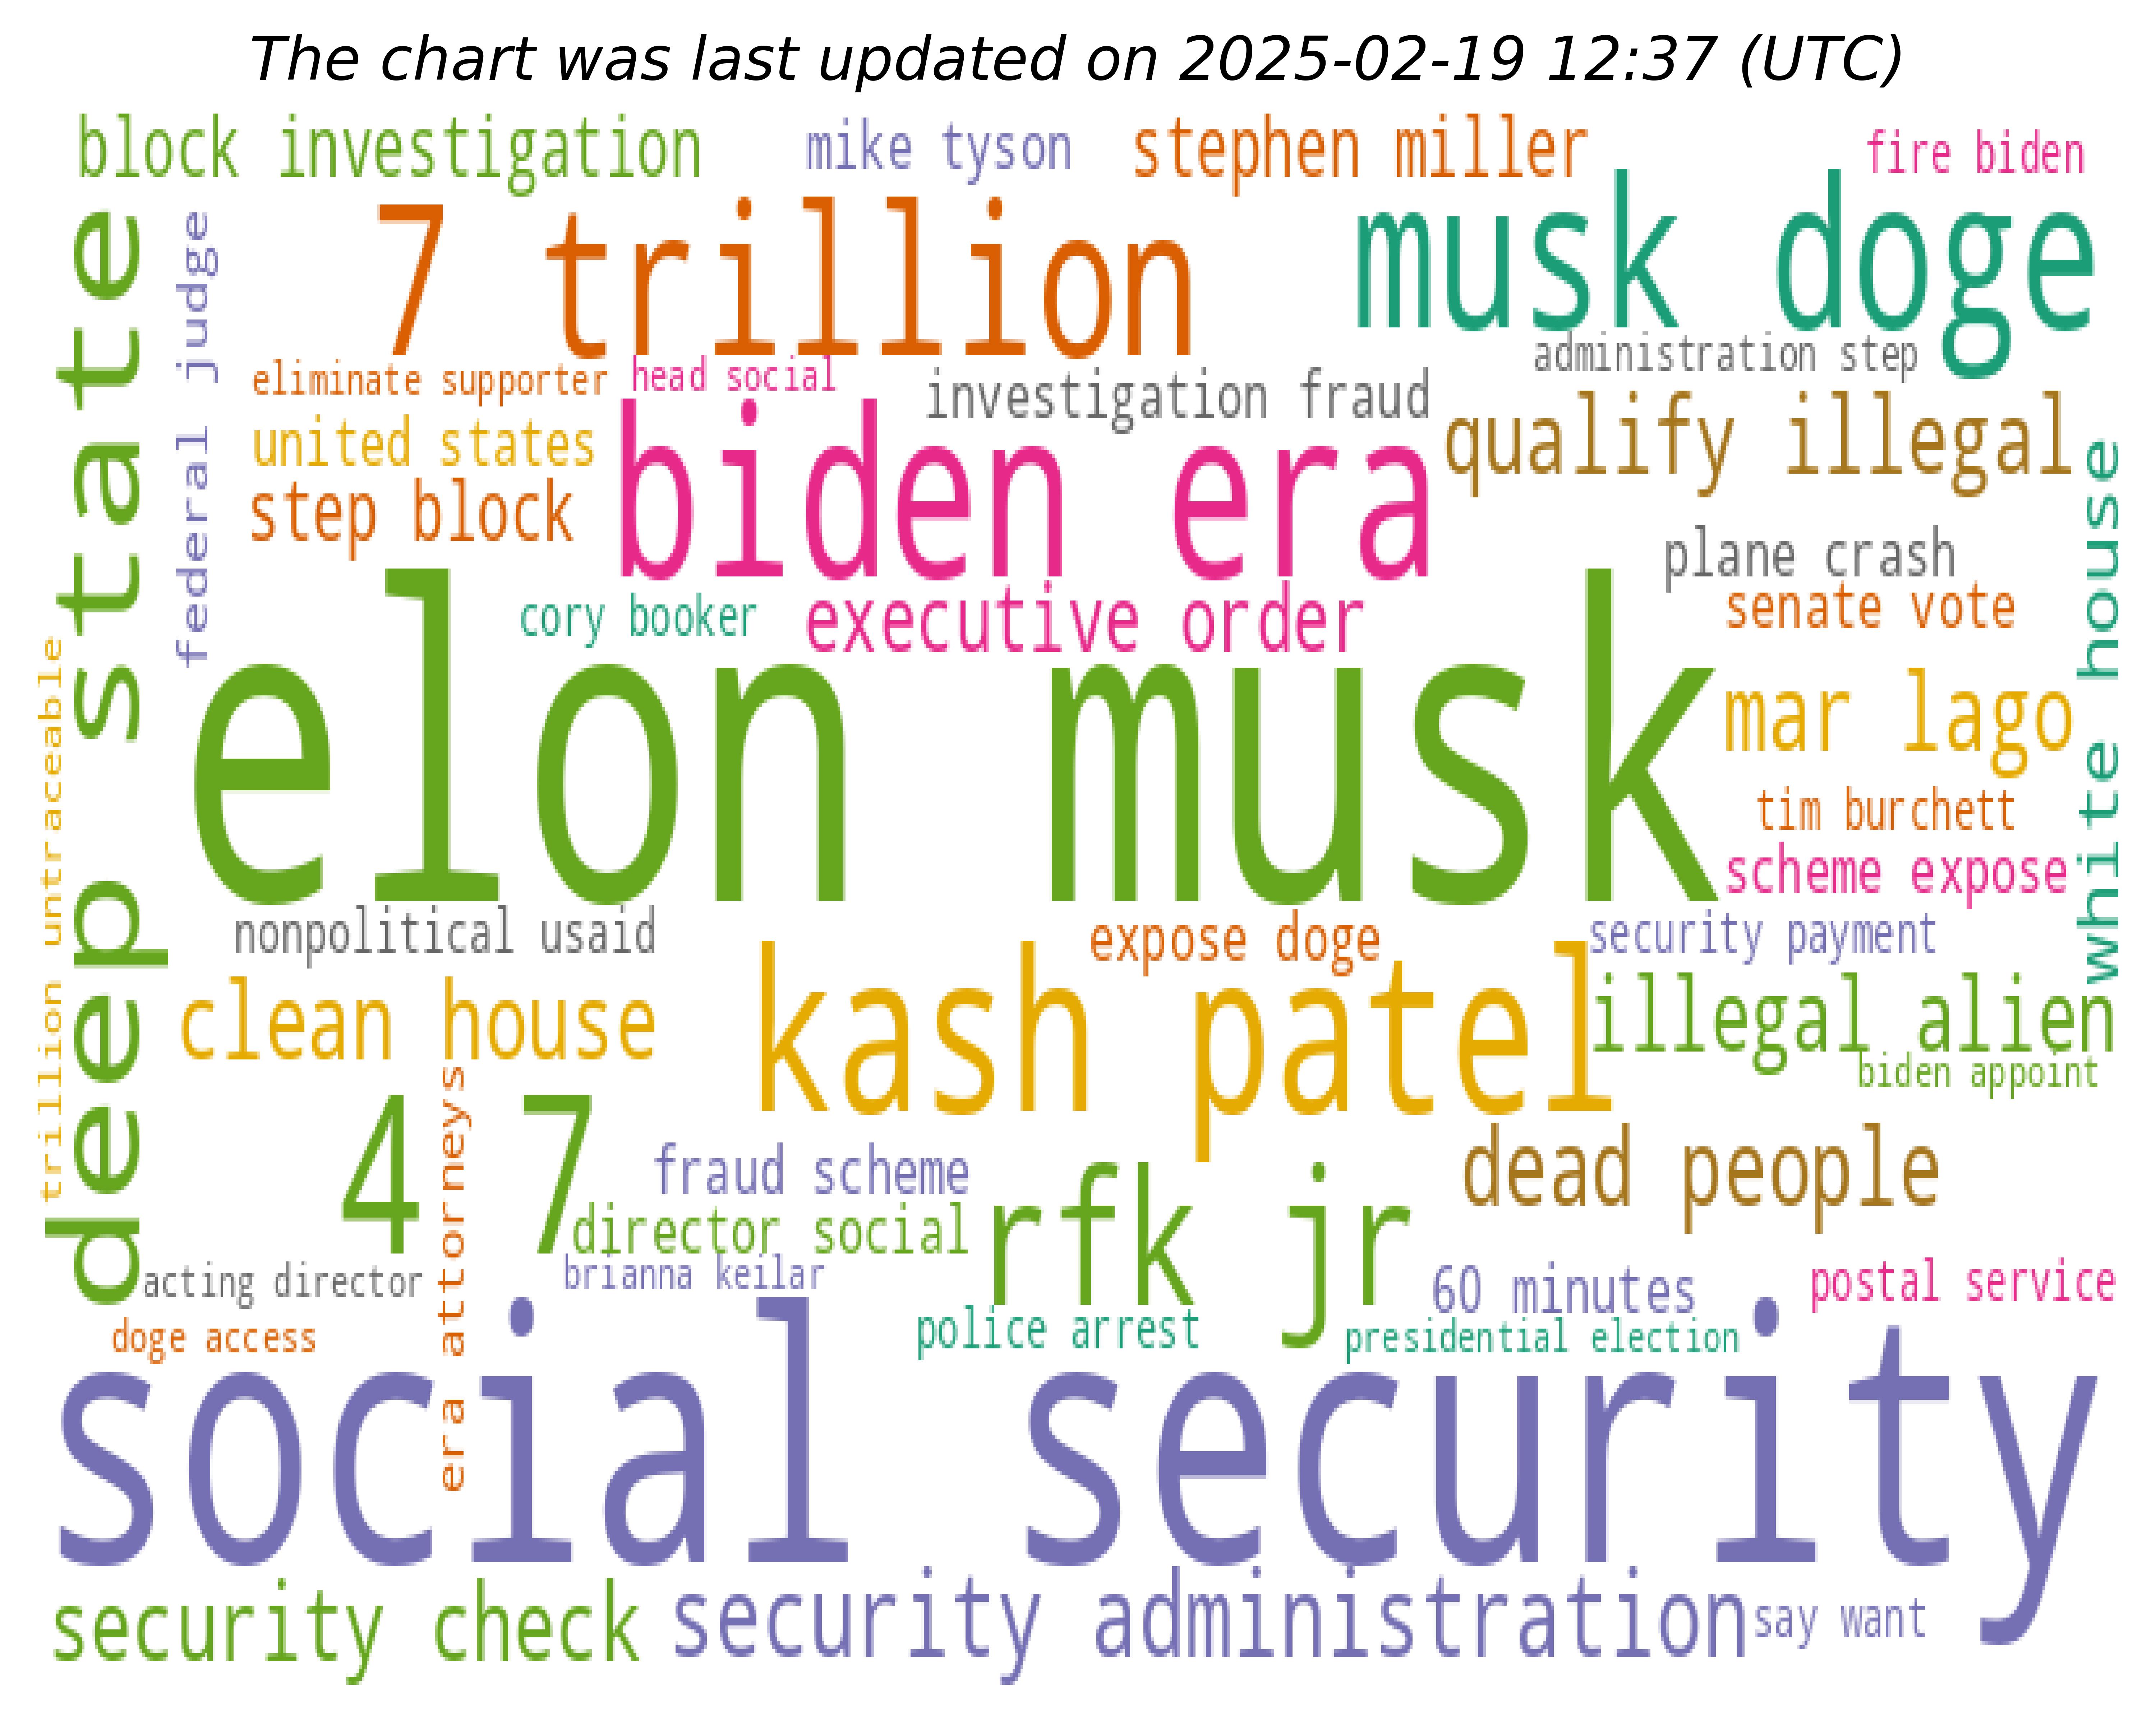 The chart was last updated on 2025-02-19 12:37 (UTC)
block investigation
mike tyson
stephen miller
fire biden
7 trillion
musk doge
deep state
federal judge
administration step
eliminate supporter
head social
investigation fraud
qualify illegal
united states
biden era
step block
plane crash
white house
cory booker
executive order
senate vote
elon musk
mar lago
trillion untraceable
tim burchett
scheme expose
nonpolitical usaid
expose doge
security payment
clean house
kash patel
illegal alien
biden appoint
4 7
era attorneys
fraud scheme
dead people
director social
rfk jr
acting director
brianna keilar
60 minutes
postal service
doge access
police arrest
presidential election
social security
security check
security administration
say want